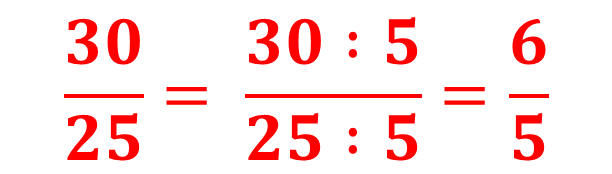 30/25 = 30 : 5/25 : 5 = 6/5